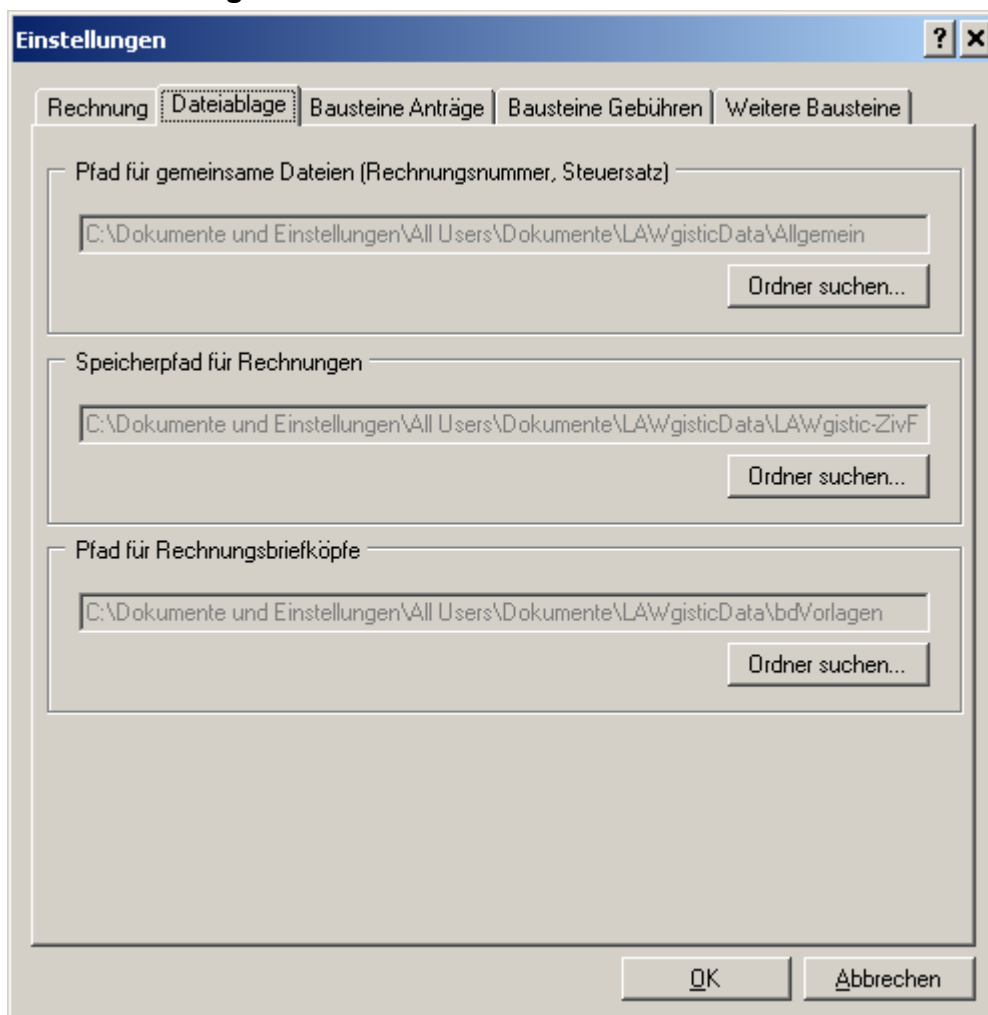 Einstellungen
Rechnung Dateiablage Bausteine Anträge Bausteine Gebühren Weitere Bausteine
Pfad für gemeinsame Dateien (Rechnungsnummer, Steuersatz)
C:\Dokumente und Einstellungen\All Users\Dokumente\LAWgisticData\Allgemein
Ordner suchen...
Speicherpfad für Rechnungen
C:\Dokumente und Einstellungen\All Users\Dokumente\LAWgisticData\LAWgistic-ZivF
Ordner suchen...
Pfad für Rechnungsbriefköpfe
C:\Dokumente und Einstellungen\All Users\Dokumente\LAWgisticData\bdVorlagen
Ordner suchen...
OK Abbrechen